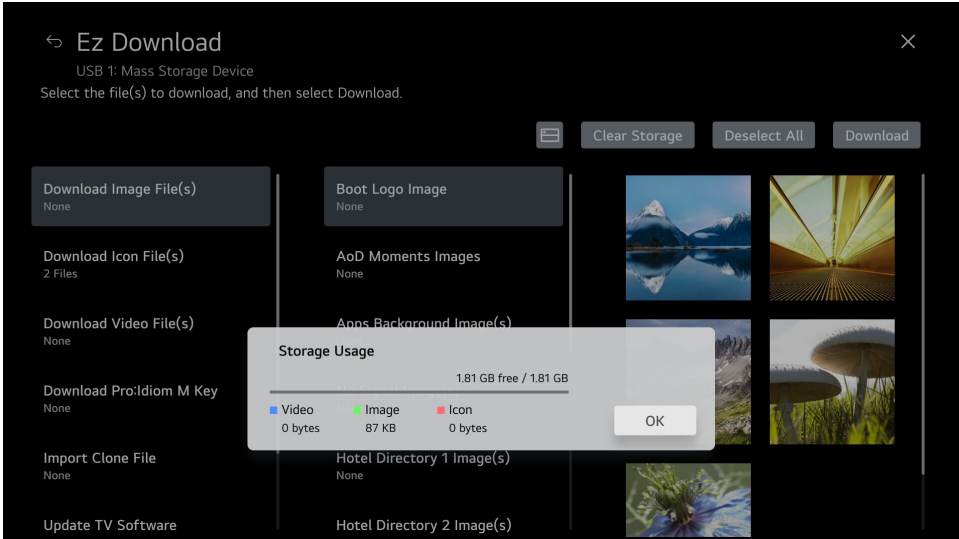 Ez Download
USB 1: Mass Storage Device
Select the file(s) to download, and then select Download.
Clear Storage
Deselect All
Download
Download Image File(s)
None
Download Icon File(s)
2 Files
Download Video File(s)
None
Download Pro:Idiom M Key
None
Import Clone File
None
Update TV Software
Boot Logo Image
None
AoD Moments Images
None
Apps Background Image(s)
Hotel Directory 1 Image(s)
None
Hotel Directory 2 Image(s)
Storage Usage
1.81 GB free / 1.81 GB
Video
0 bytes
Image
87 KB
Icon
0 bytes
OK